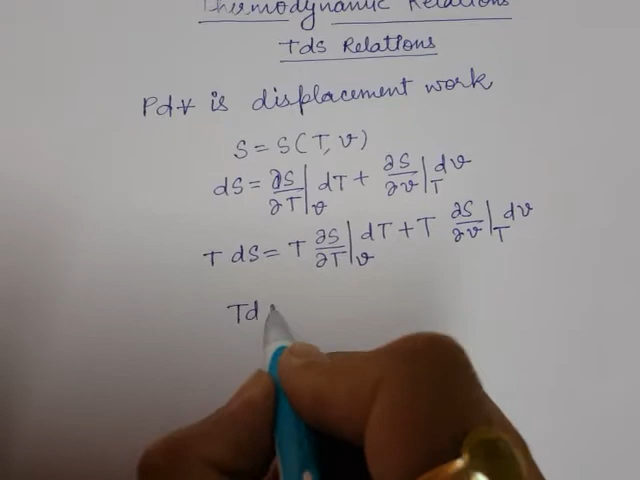 Thermodynamic Relations
Tds Relations
PdV is displacement work
S = S(T, v)
dS = ∂S/∂T|v dT + ∂S/∂v|T dv
T dS = T ∂S/∂T|v dT + T ∂S/∂v|T dv
Td